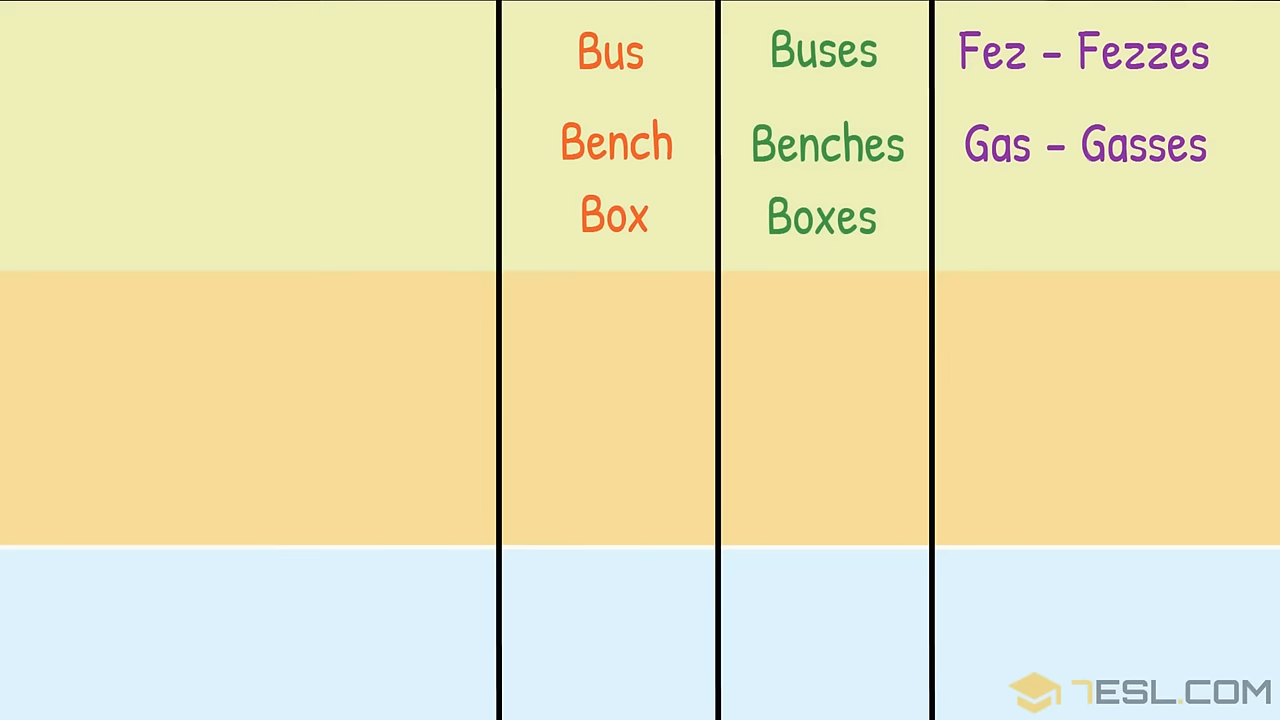 Bus Buses Fez - Fezzes
Bench Benches Gas - Gasses
Box Boxes
7ESL.COM